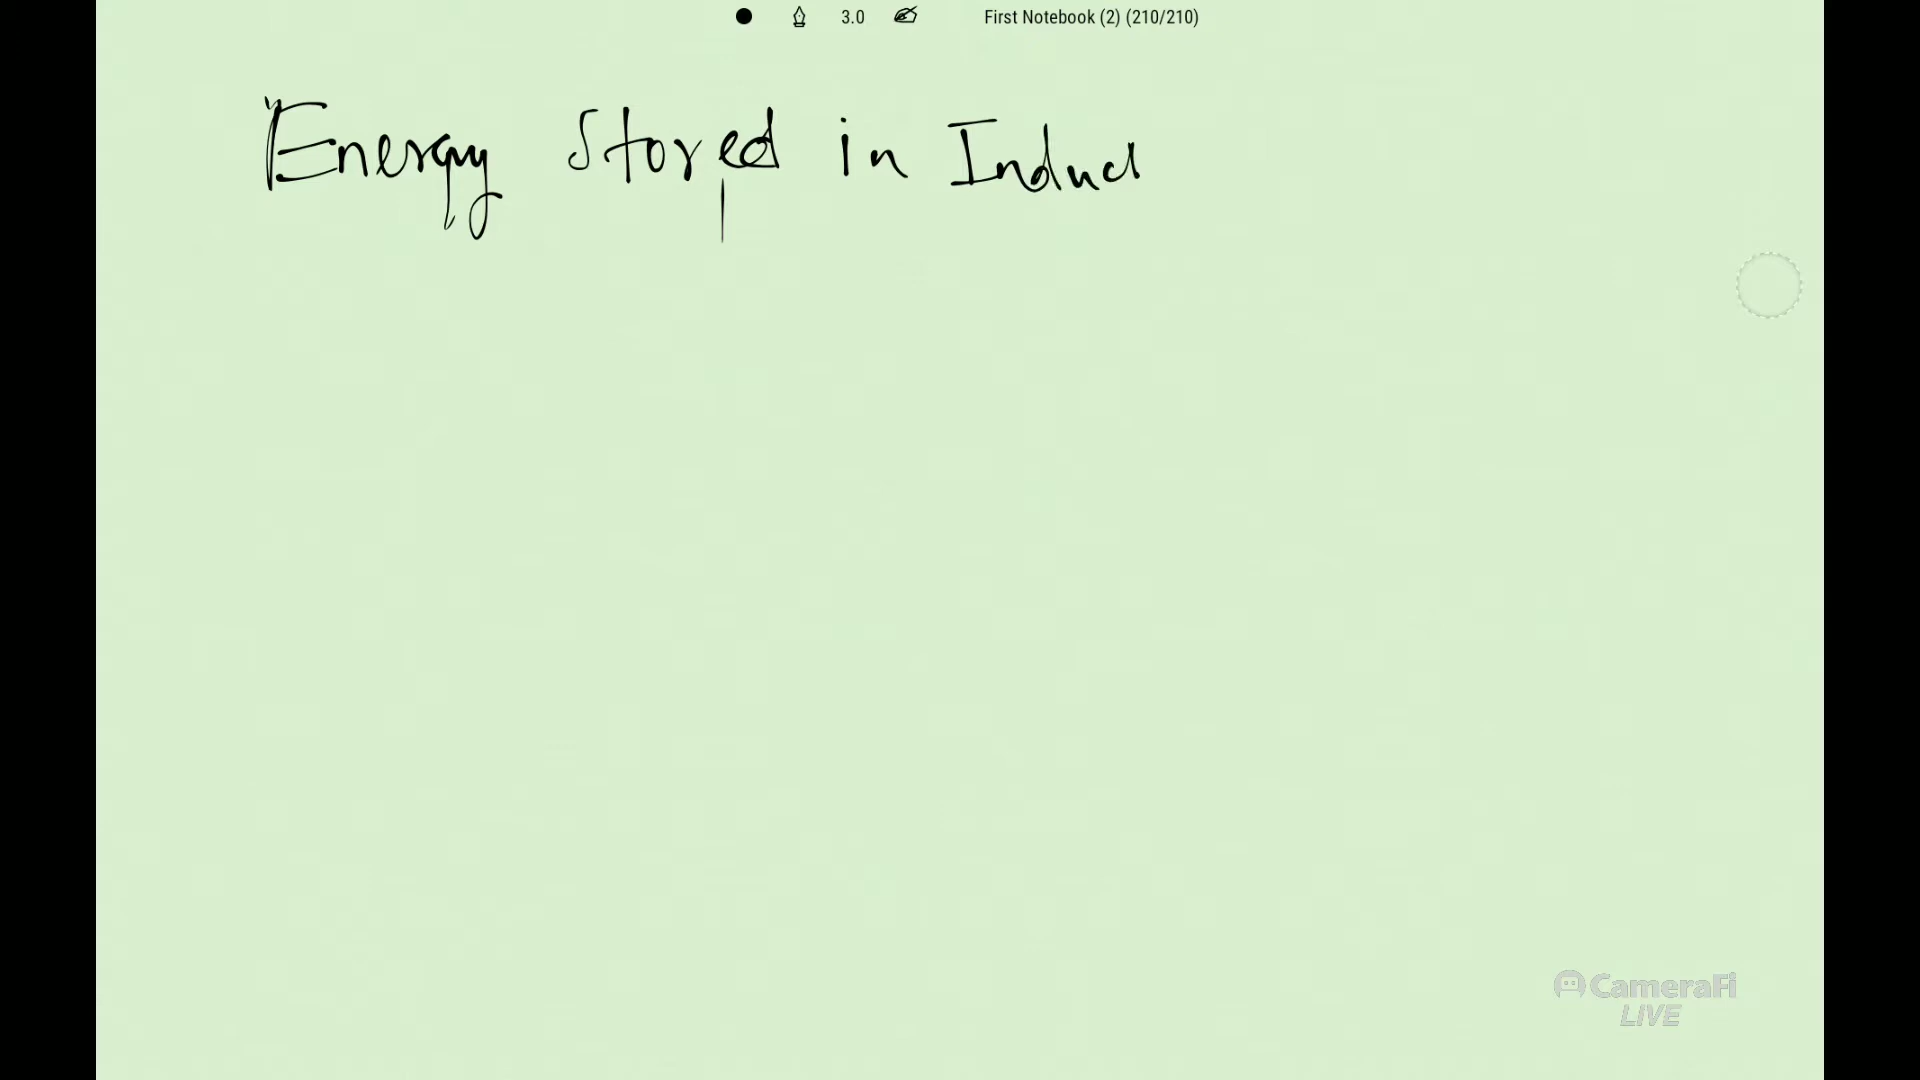 3.0 First Notebook (2) (210/210)
Energy Stored in Induc
CameraFi
LIVE